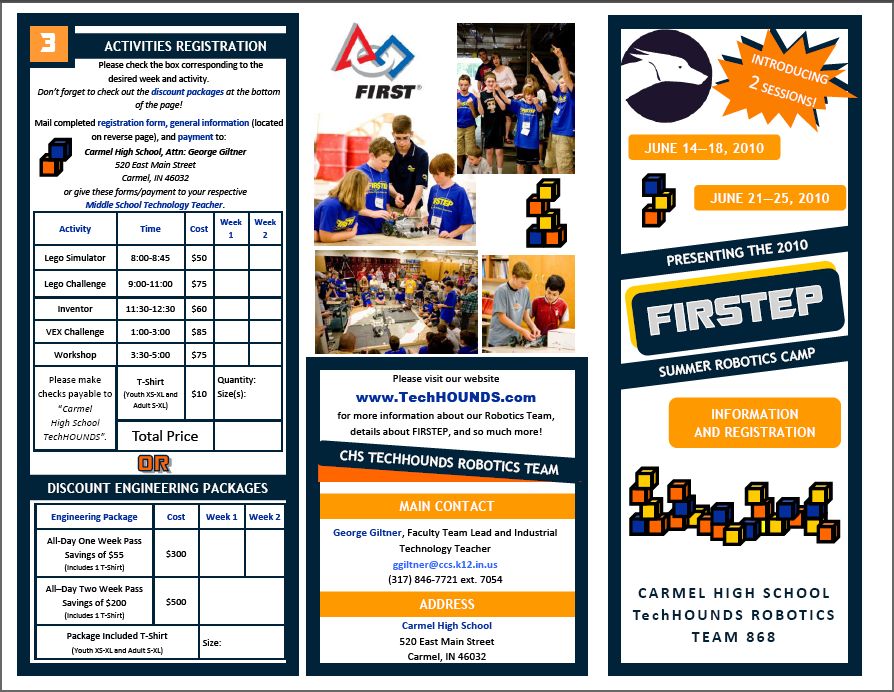 3
ACTIVITIES REGISTRATION
Please check the box corresponding to the
desired week and activity.
Don't forget to check out the discount packages at the bottom
of the page!
Mail completed registration form, general information (located
on reverse page), and payment to:
Carmel High School, Attn: George Giltner
520 East Main Street
Carmel, IN 46032
or give these forms/payment to your respective
Middle School Technology Teacher.
Activity Time Cost Week 1 Week 2
Lego Simulator 8:00-8:45 $50
Lego Challenge 9:00-11:00 $75
Inventor 11:30-12:30 $60
VEX Challenge 1:00-3:00 $85
Workshop 3:30-5:00 $75
Please make
checks payable to
"Carmel
High School
TechHOUNDS".
T-Shirt
(Youth XS-XL and
Adult S-XL)
$10
Quantity:
Size(s):
Total Price
OR
DISCOUNT ENGINEERING PACKAGES
Engineering Package Cost Week 1 Week 2
All-Day One Week Pass
Savings of $55
(Includes 1 T-Shirt)
$300
All–Day Two Week Pass
Savings of $200
(Includes 1 T-Shirt)
$500
Package Included T-Shirt
(Youth XS-XL and Adult S-XL)
Size:
FIRST®
FIRSTEP
STEP
Please visit our website
www.TechHOUNDS.com
for more information about our Robotics Team,
details about FIRSTEP, and so much more!
CHS TECHHOUNDS ROBOTICS TEAM
MAIN CONTACT
George Giltner, Faculty Team Lead and Industrial
Technology Teacher
ggiltner@ccs.k12.in.us
(317) 846-7721 ext. 7054
ADDRESS
Carmel High School
520 East Main Street
Carmel, IN 46032
INTRODUCING
2 SESSIONS!
JUNE 14—18, 2010
JUNE 21—25, 2010
PRESENTING THE 2010
FIRSTEP
SUMMER ROBOTICS CAMP
INFORMATION
AND REGISTRATION
CARMEL HIGH SCHOOL
TechHOUNDS ROBOTICS
TEAM 868